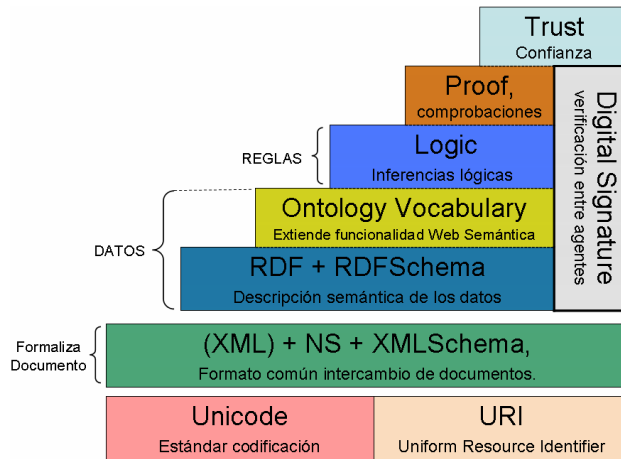 Trust
Confianza
Proof,
comprobaciones
Digital Signature
verificación entre agentes
REGLAS
Logic
Inferencias lógicas
DATOS
Ontology Vocabulary
Extiende funcionalidad Web Semántica
RDF + RDFSchema
Descripción semántica de los datos
Formaliza
Documento
(XML) + NS + XMLSchema,
Formato común intercambio de documentos.
Unicode
Estándar codificación
URI
Uniform Resource Identifier